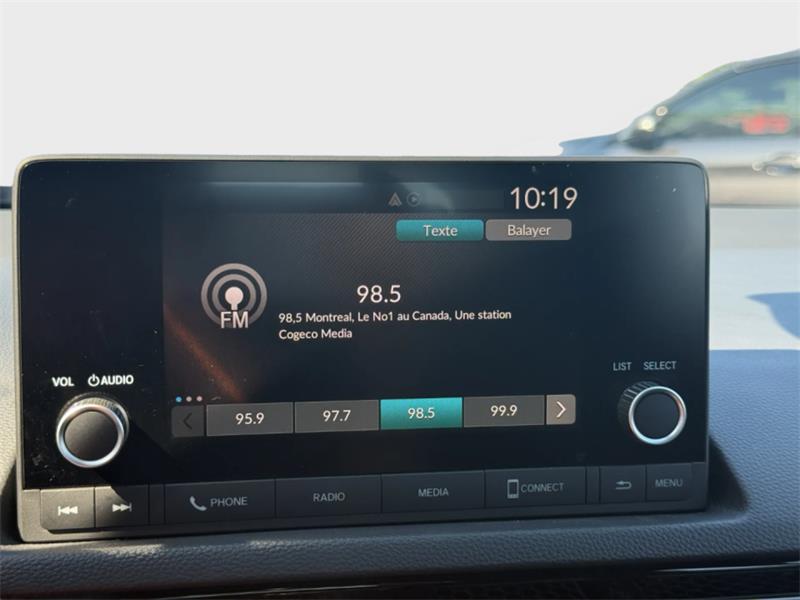 10:19
Texte Balayer
98.5
FM
98,5 Montreal, Le No1 au Canada, Une station
Cogeco Media
LIST SELECT
VOL AUDIO
95.9 97.7 98.5 99.9
PHONE RADIO MEDIA CONNECT MENU